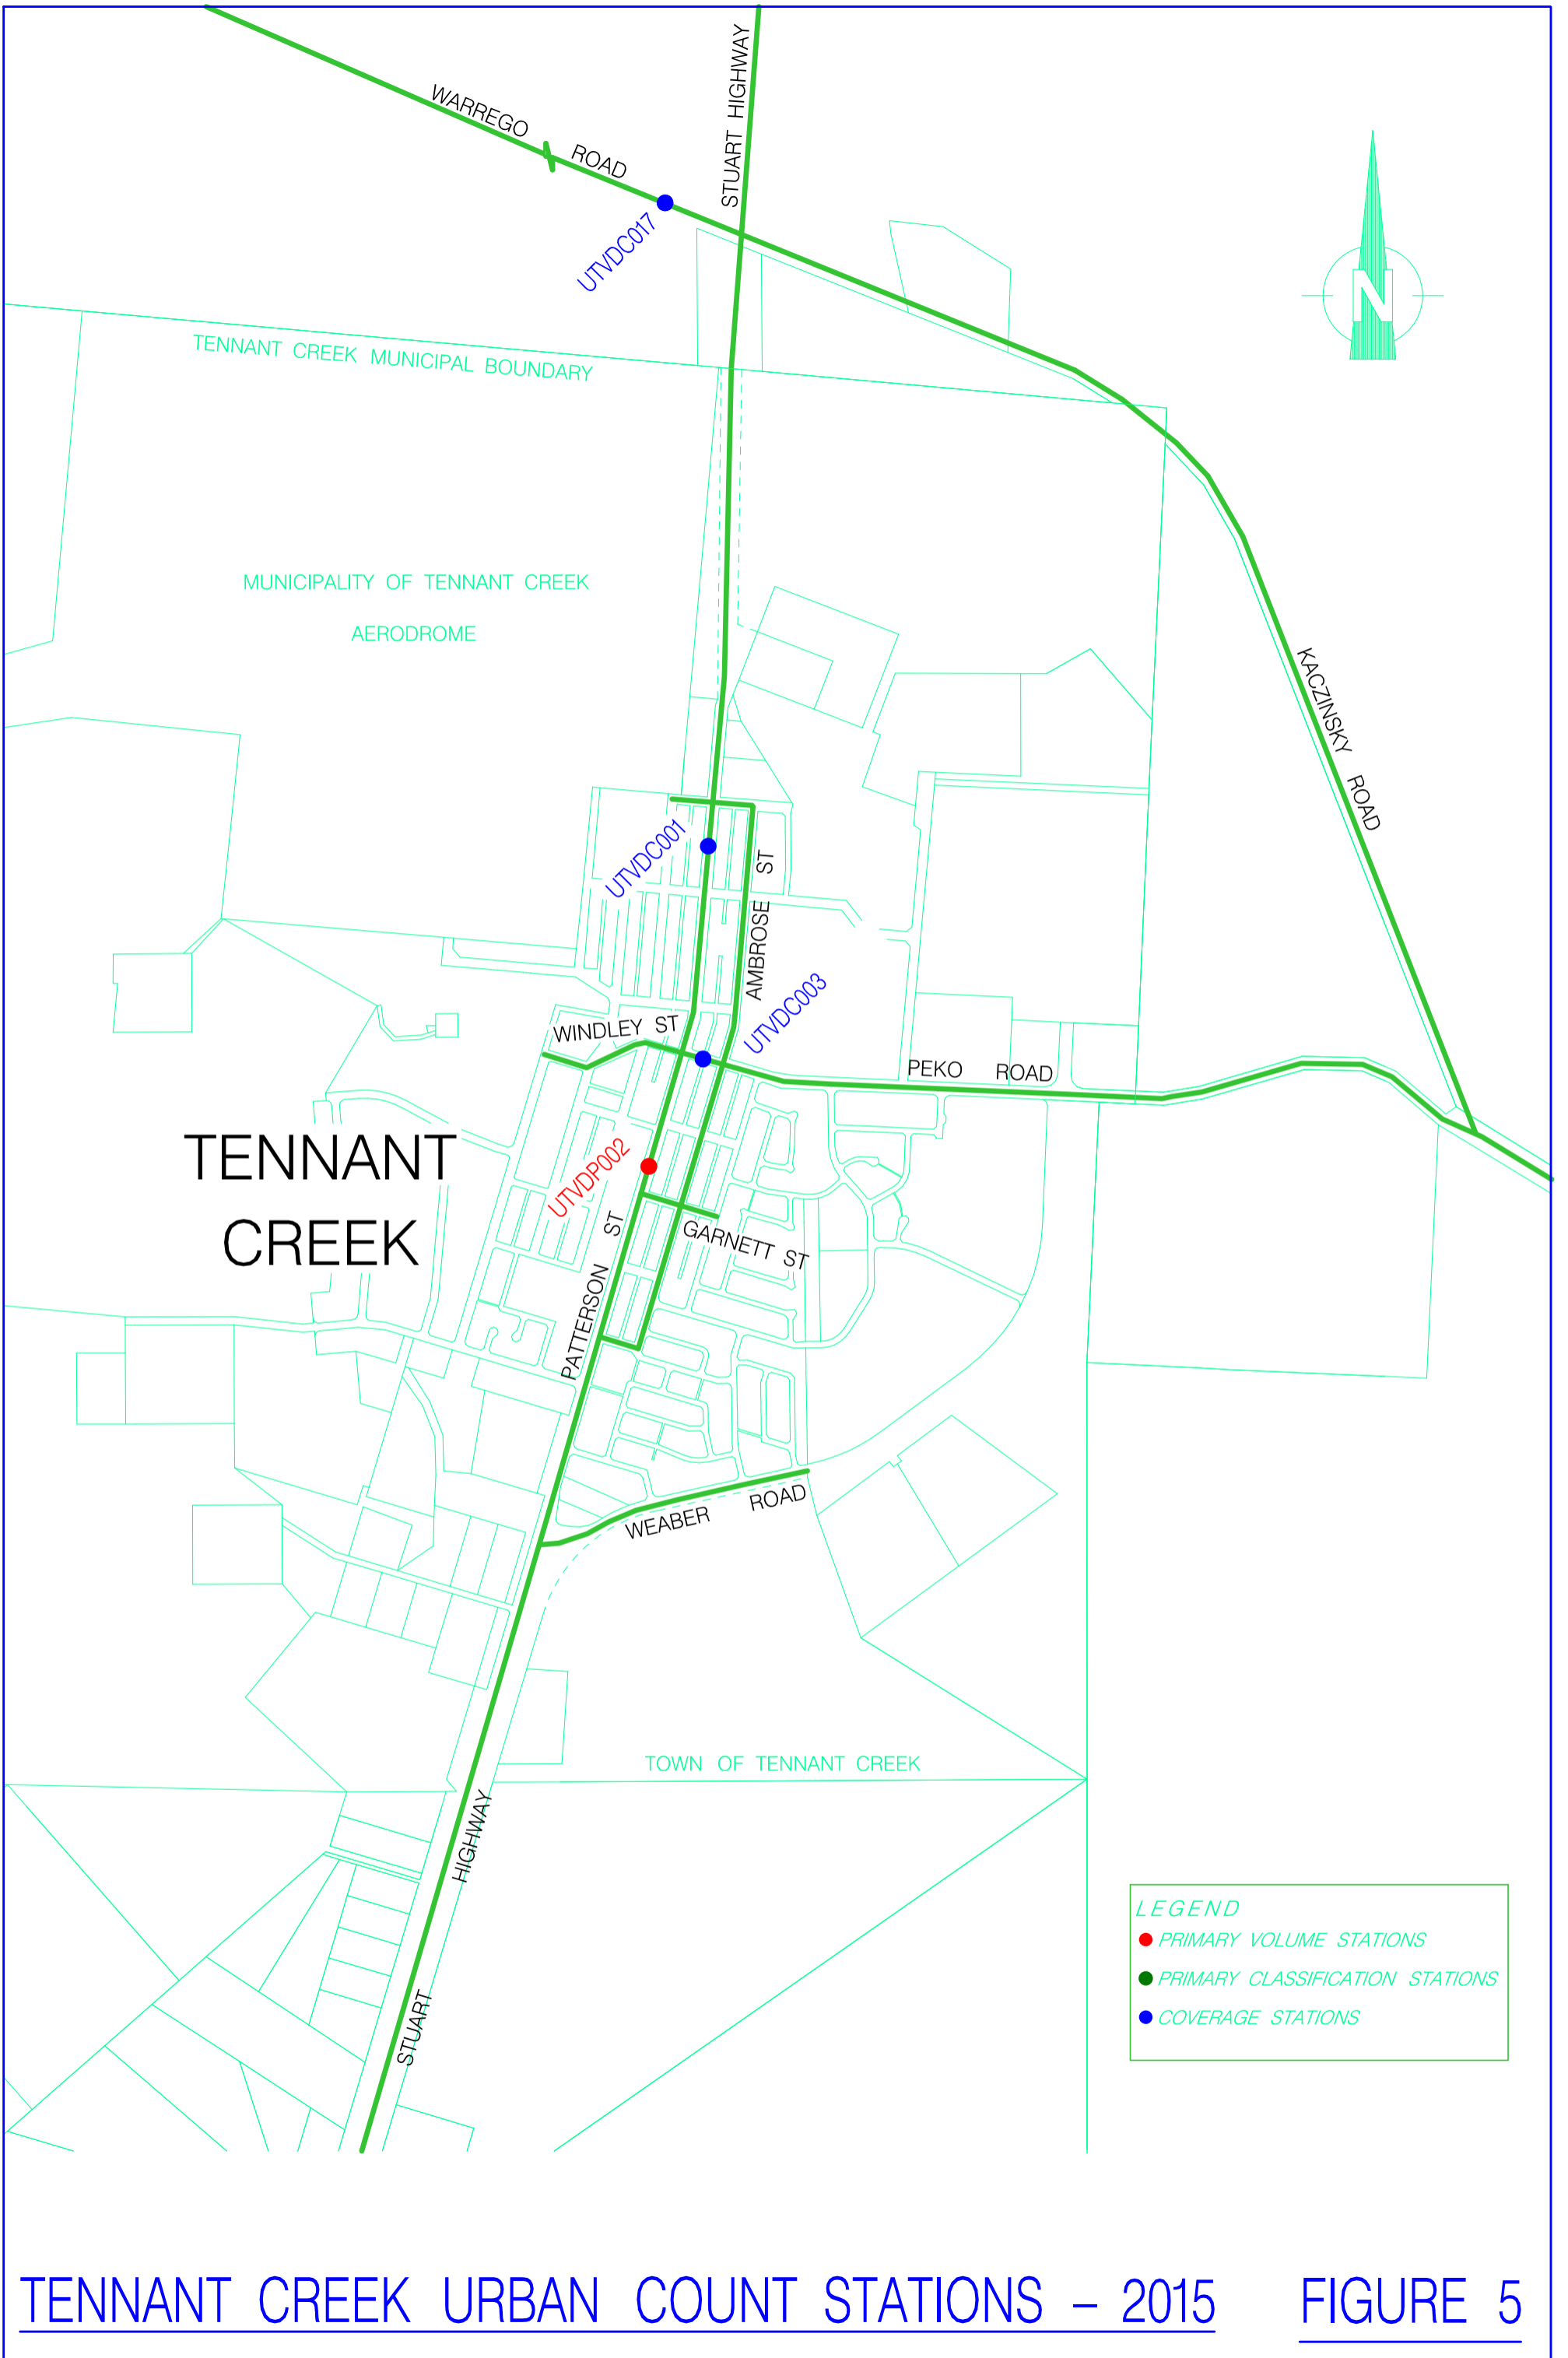 WARREGO ROAD
STUART HIGHWAY
UTVDC017
N
TENNANT CREEK MUNICIPAL BOUNDARY
MUNICIPALITY OF TENNANT CREEK
AERODROME
KACZINSKY ROAD
UTVDC001
AMBROSE ST
UTVDC003
WINDLEY ST
PEKO ROAD
TENNANT
CREEK
UTVDP002
GARNETT ST
PATTERSON ST
WEABER ROAD
TOWN OF TENNANT CREEK
STUART HIGHWAY
LEGEND
PRIMARY VOLUME STATIONS
PRIMARY CLASSIFICATION STATIONS
COVERAGE STATIONS
TENNANT CREEK URBAN COUNT STATIONS - 2015 FIGURE 5